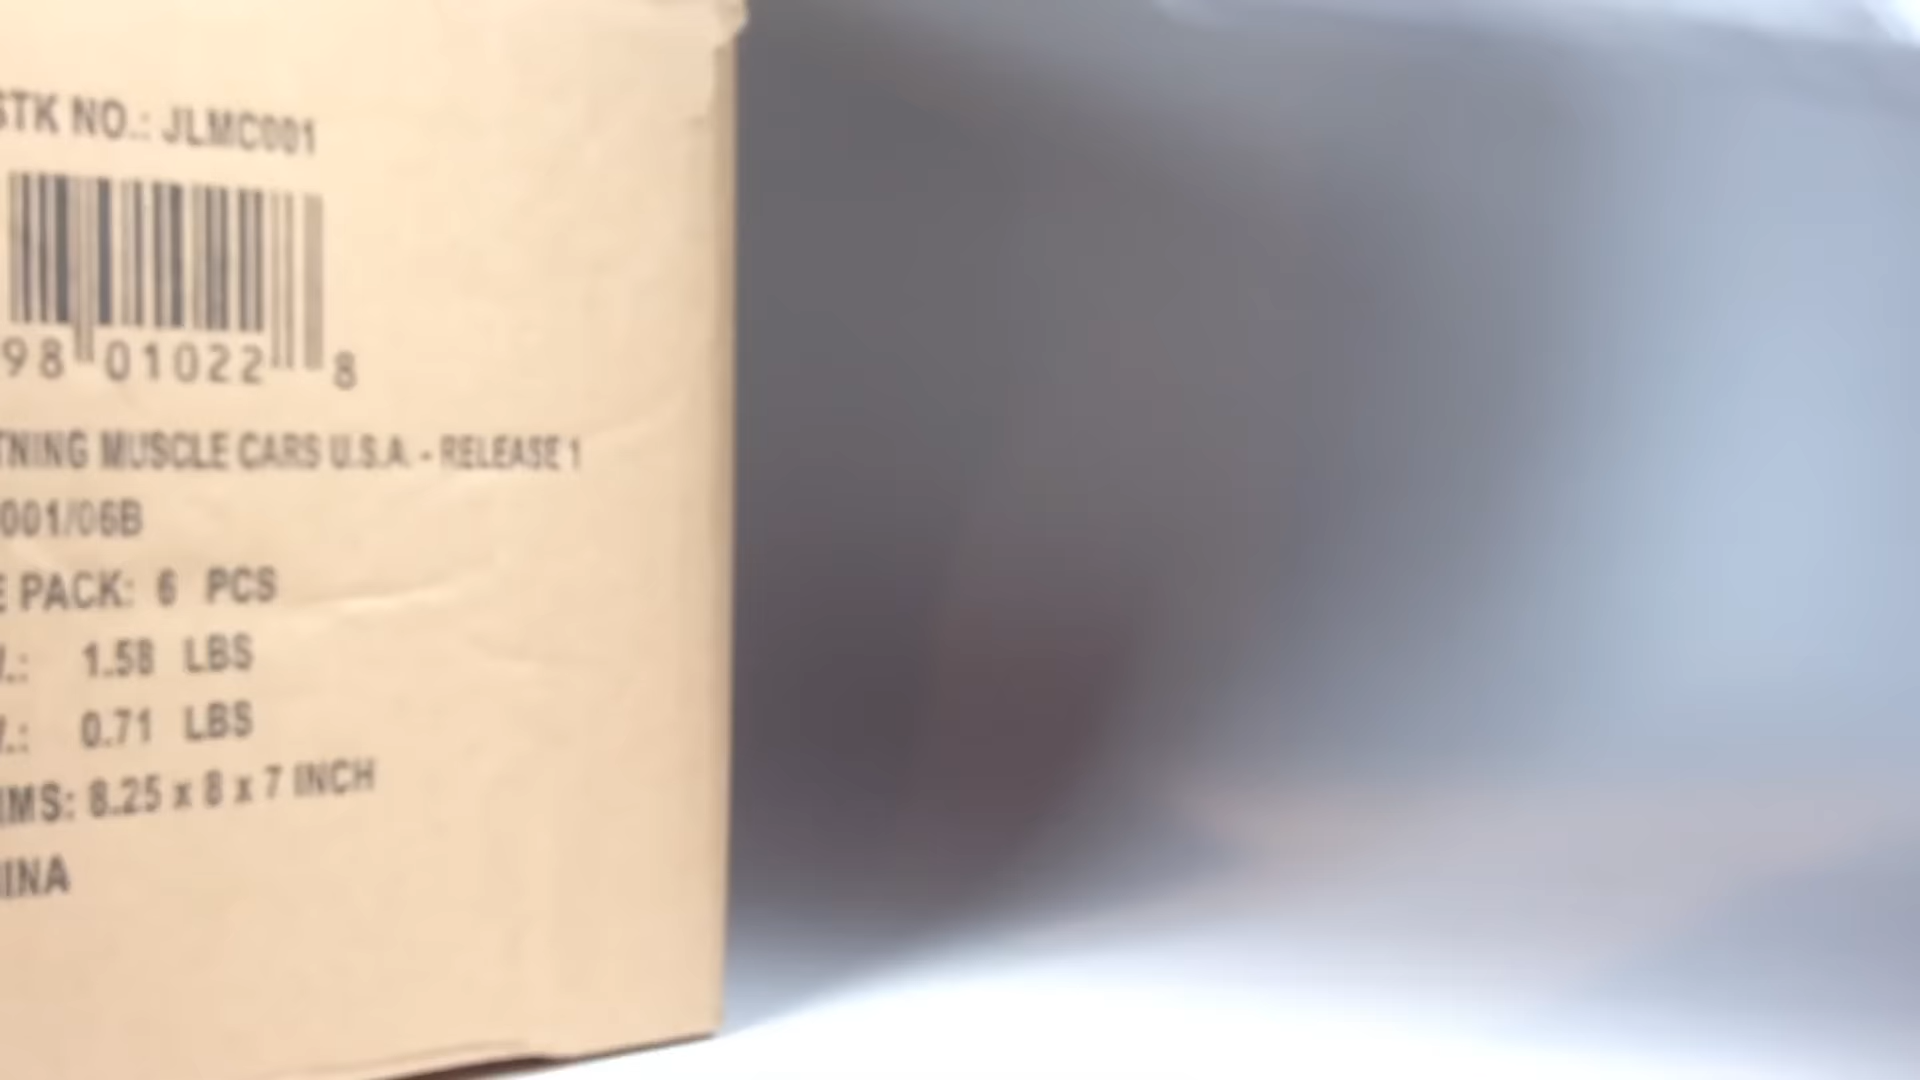 STK NO.: JLMC001
98 01022 8
TNING MUSCLE CARS U.S.A. - RELEASE 1
001/06B
E PACK: 6 PCS
.: 1.58 LBS
.: 0.71 LBS
IMS: 8.25 x 8 x 7 INCH
INA